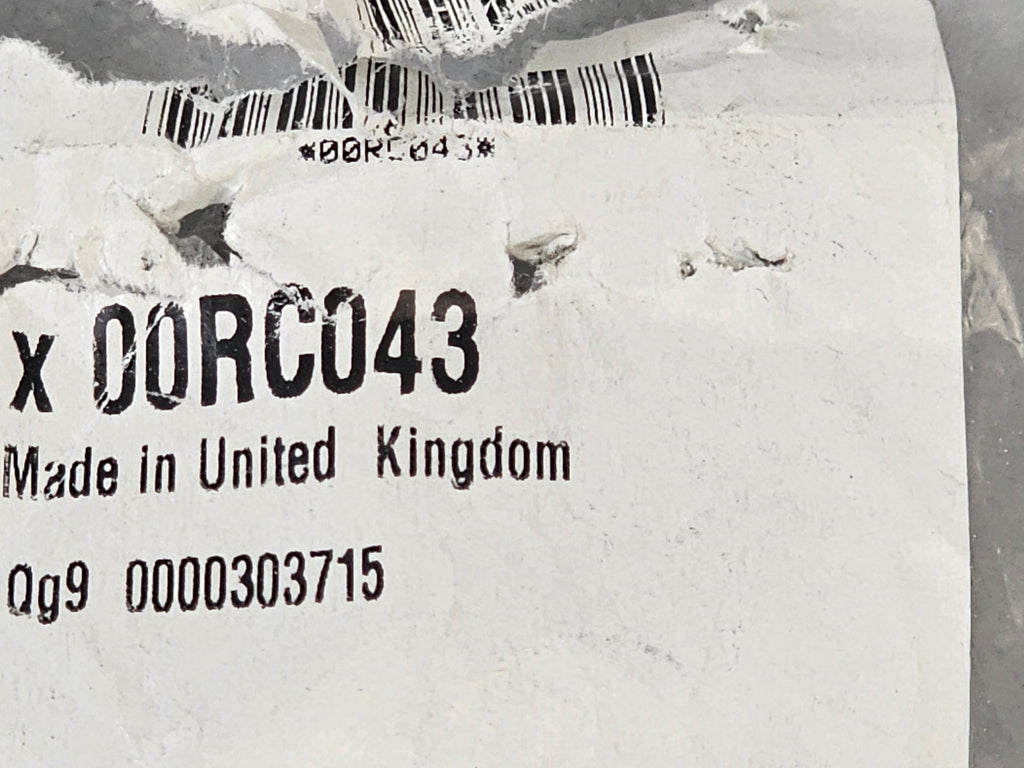 *00RC043*
x 00RC043
Made in United Kingdom
Qg9 0000303715